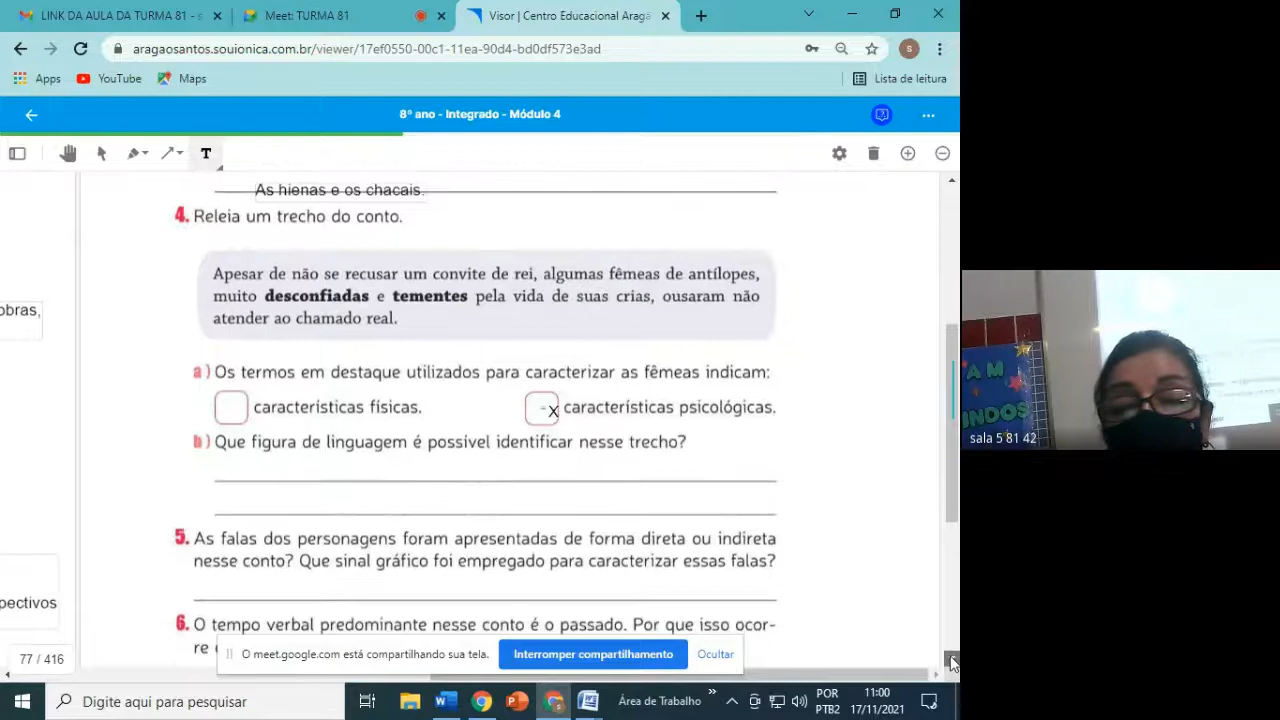 LINK DA AULA DA TURMA 81 - s
Meet: TURMA 81
Visor | Centro Educacional Araga
aragaosantos.souionica.com.br/viewer/17ef0550-00c1-11ea-90d4-bd0df573e3ad
s
Apps
YouTube
Maps
Lista de leitura
8º ano - Integrado - Módulo 4
T
As hienas e os chacais.
4. Releia um trecho do conto.
Apesar de não se recusar um convite de rei, algumas fêmeas de antílopes,
muito desconfiadas e tementes pela vida de suas crias, ousaram não
atender ao chamado real.
obras,
a ) Os termos em destaque utilizados para caracterizar as fêmeas indicam:
características físicas.
x características psicológicas.
b ) Que figura de linguagem é possivel identificar nesse trecho?
5. As falas dos personagens foram apresentadas de forma direta ou indireta
nesse conto? Que sinal gráfico foi empregado para caracterizar essas falas?
pectivos
6. O tempo verbal predominante nesse conto é o passado. Por que isso ocor-
re
77 / 416
O meet.google.com está compartilhando sua tela.
Interromper compartilhamento
Ocultar
Digite aqui para pesquisar
Área de Trabalho
POR
PTB2
11:00
17/11/2021
AM
INDOS
sala 5 81 42